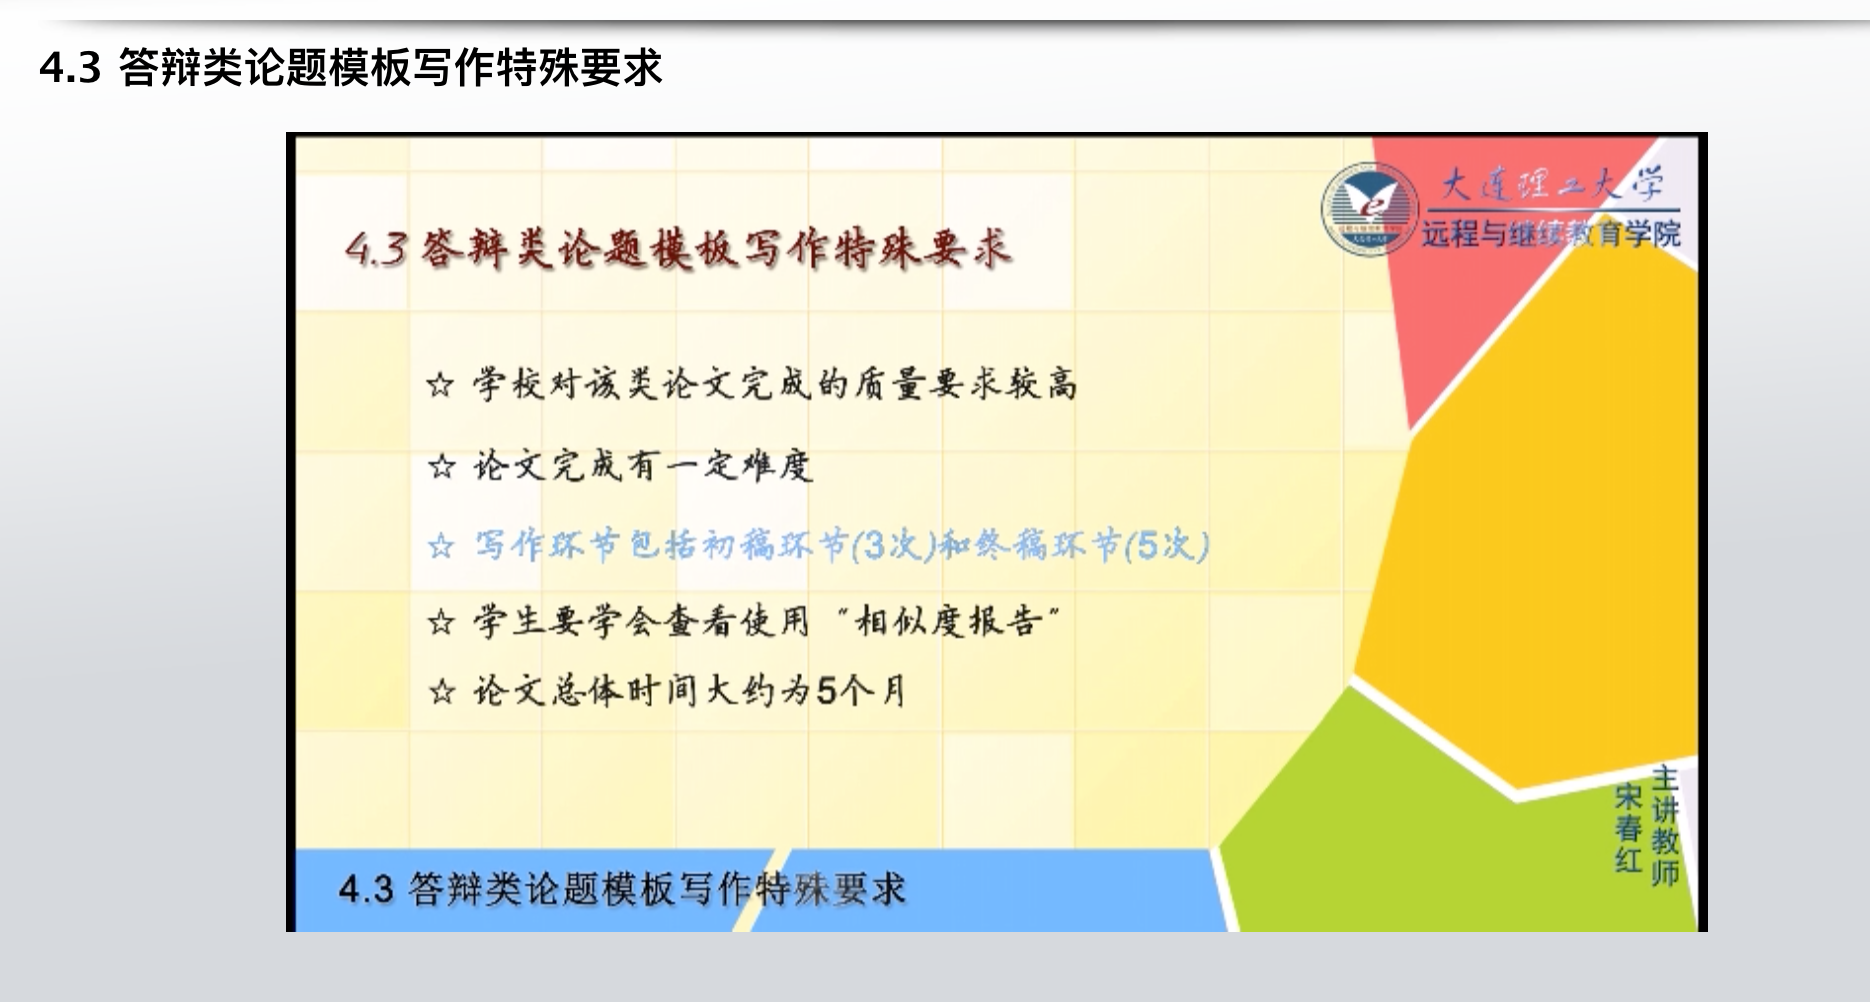 4.3 答辩类论题模板写作特殊要求
大连理工大学
远程与继续教育学院
4.3 答辩类论题模板写作特殊要求
☆ 学校对该类论文完成的质量要求较高
☆ 论文完成有一定难度
☆ 写作环节包括初稿环节(3次)和终稿环节(5次)
☆ 学生要学会查看使用“相似度报告”
☆ 论文总体时间大约为5个月
主讲教师
宋春红
4.3 答辩类论题模板写作特殊要求